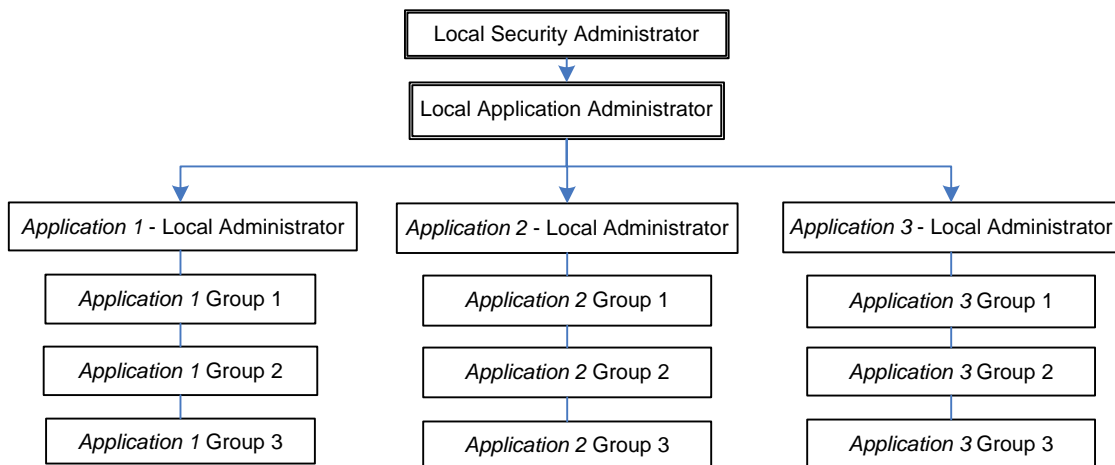 Local Security Administrator
Local Application Administrator
Application 1 - Local Administrator
Application 2 - Local Administrator
Application 3 - Local Administrator
Application 1 Group 1
Application 2 Group 1
Application 3 Group 1
Application 1 Group 2
Application 2 Group 2
Application 3 Group 2
Application 1 Group 3
Application 2 Group 3
Application 3 Group 3